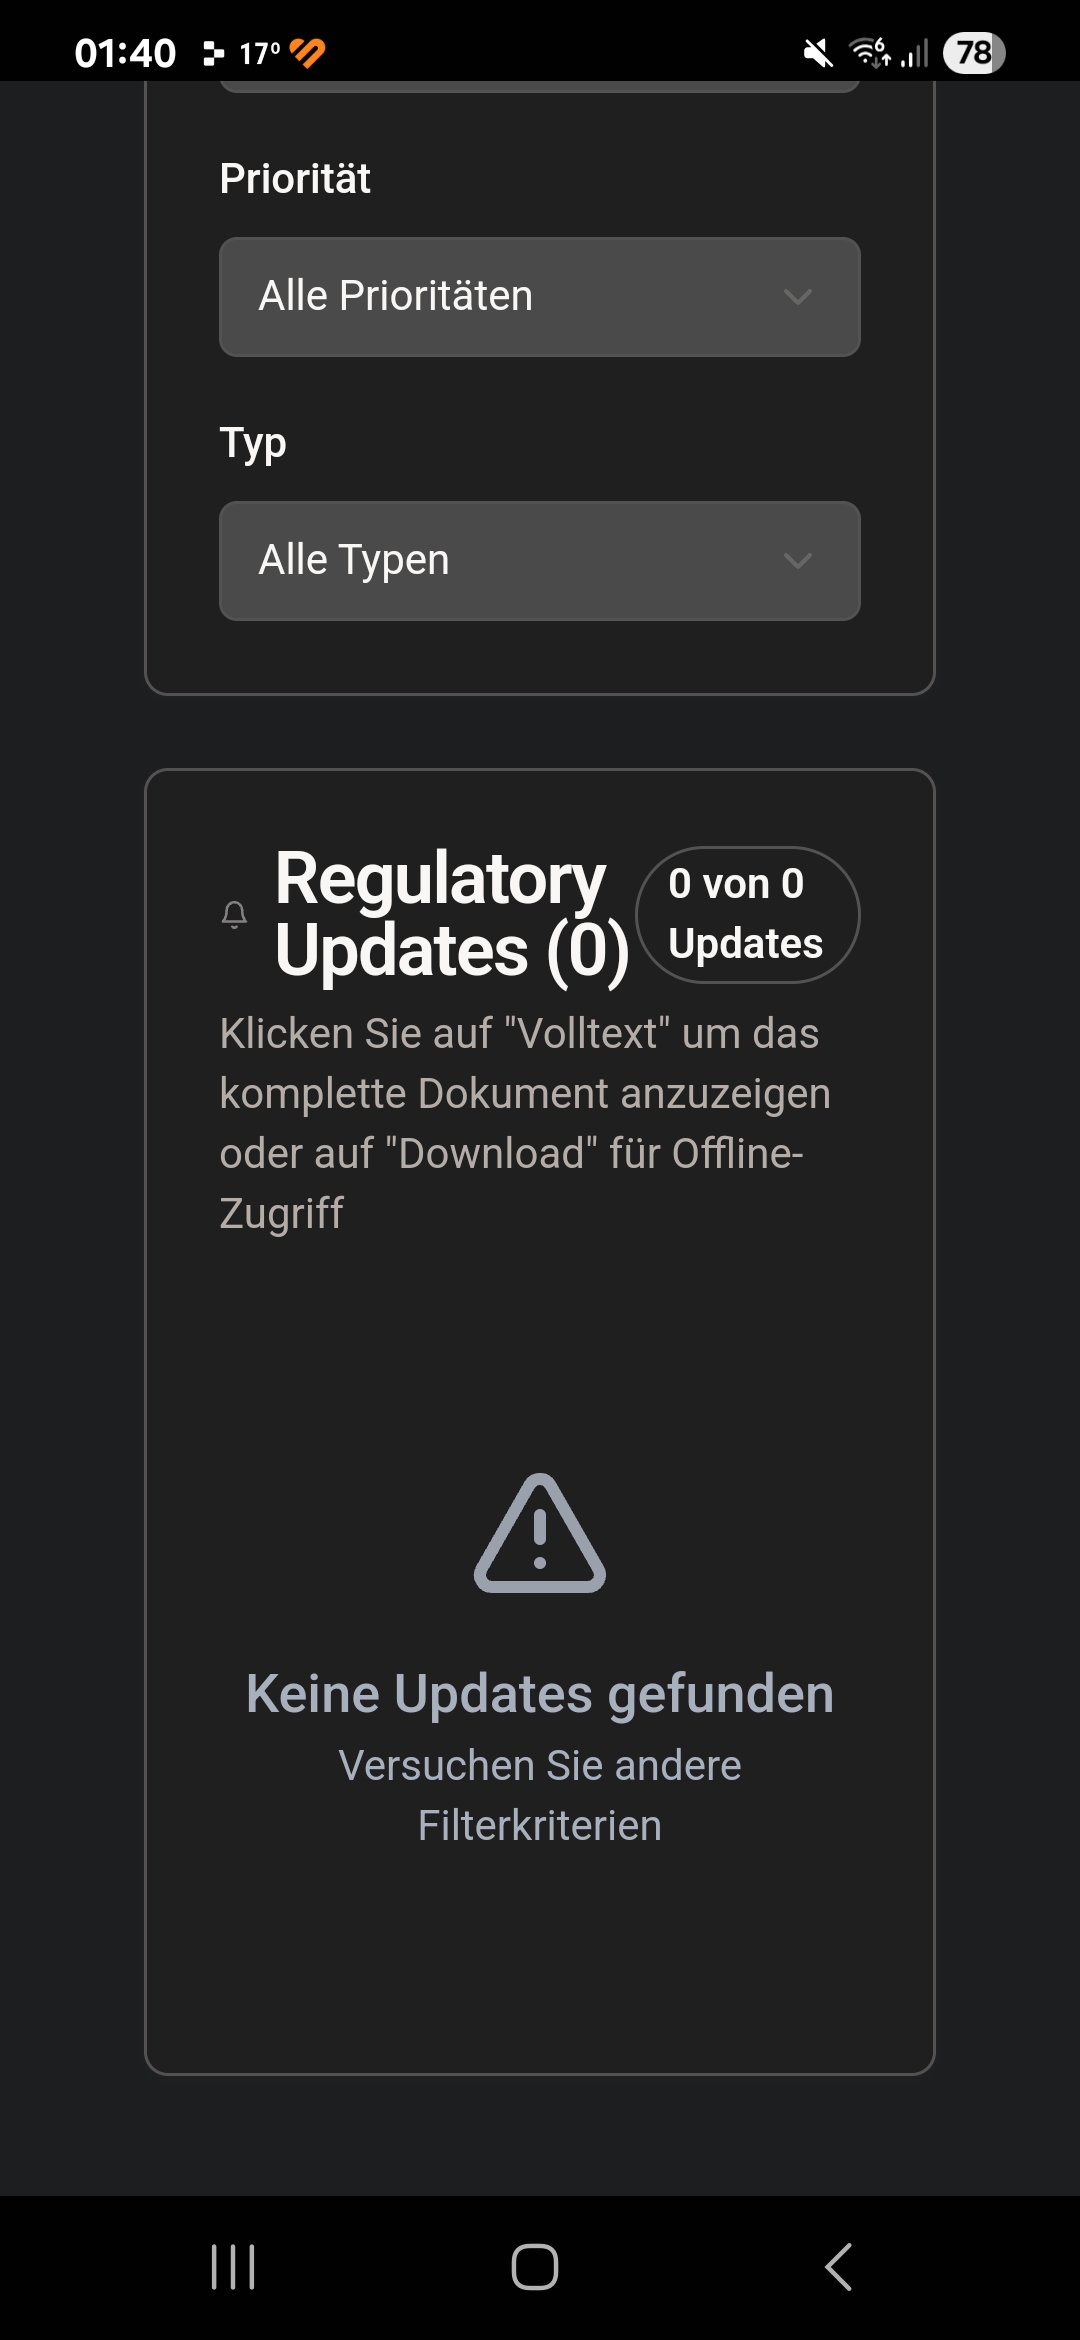 01:40
17°
6
78
Priorität
Alle Prioritäten
Typ
Alle Typen
Regulatory
Updates (0)
0 von 0
Updates
Klicken Sie auf "Volltext" um das
komplette Dokument anzuzeigen
oder auf "Download" für Offline-
Zugriff
Keine Updates gefunden
Versuchen Sie andere
Filterkriterien